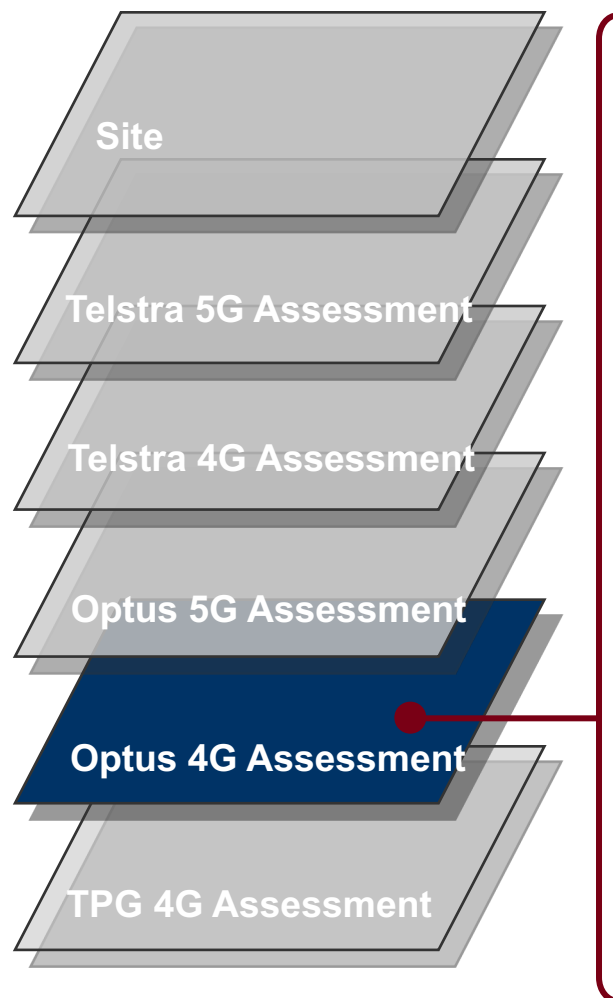 Site
Telstra 5G Assessment
Telstra 4G Assessment
Optus 5G Assessment
Optus 4G Assessment
TPG 4G Assessment